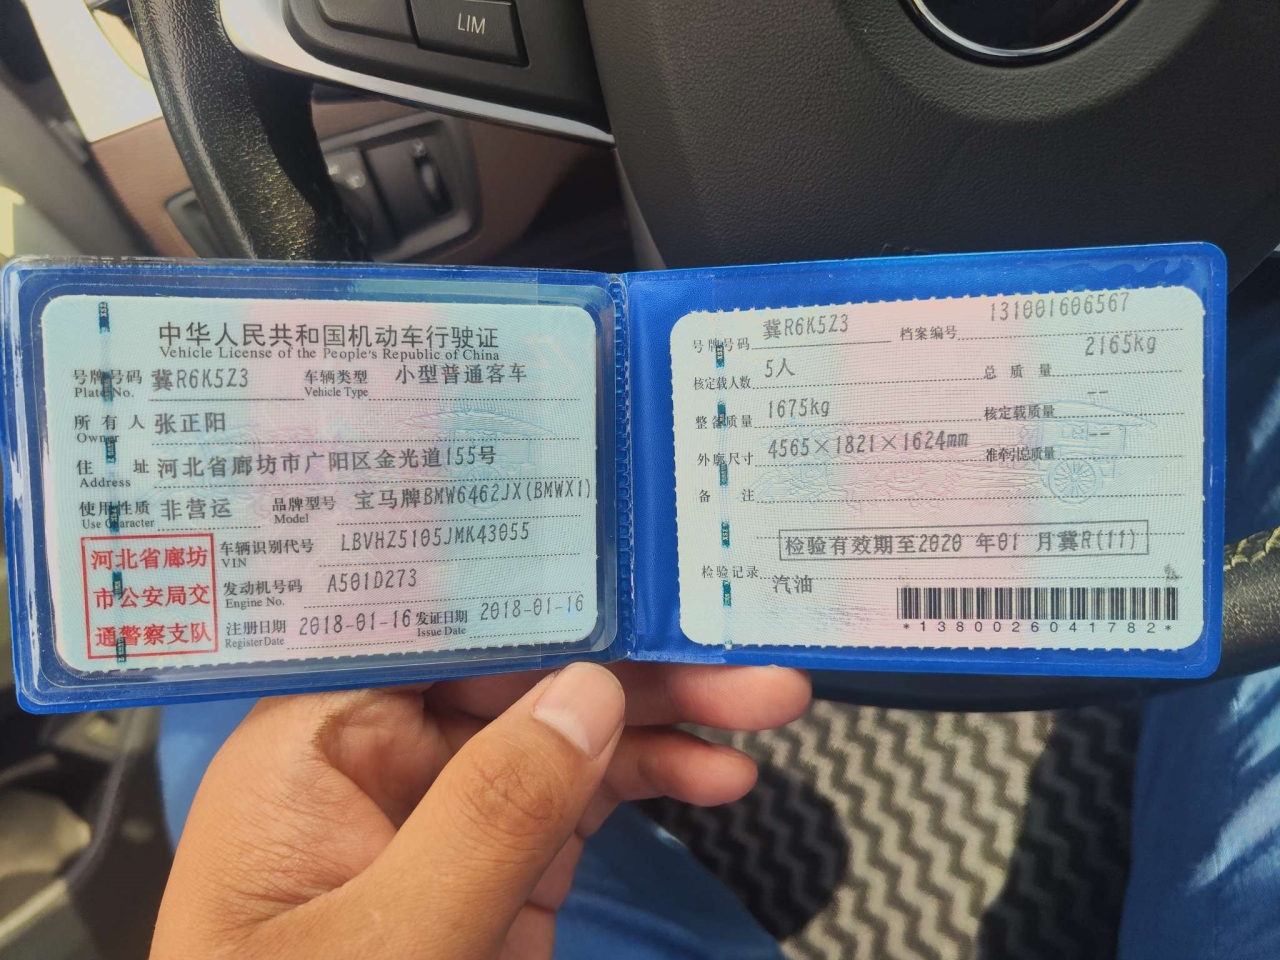 LIM
中华人民共和国机动车行驶证
Vehicle License of the People's Republic of China
号牌号码 冀R6K5Z3 车辆类型 小型普通客车
Plate No. Vehicle Type
所有人 张正阳
Owner
住址 河北省廊坊市广阳区金光道155号
Address
使用性质 非营运 品牌型号 宝马牌BMW6462JX(BMWX1)
Use Character Model
河北省廊坊
市公安局交
通警察支队
车辆识别代号 LBVHZ5105JMK43055
VIN
发动机号码 A501D273
Engine No.
注册日期 2018-01-16 发证日期 2018-01-16
Register Date Issue Date
号牌号码 冀R6K5Z3 档案编号 131001606567
核定载人数 5人 总质量 2165kg
整备质量 1675kg 核定载质量 --
外廓尺寸 4565×1821×1624mm 准牵引总质量 --
备注
检验有效期至2020 年01 月冀R(11)
检验记录
汽油
*1380026041782*